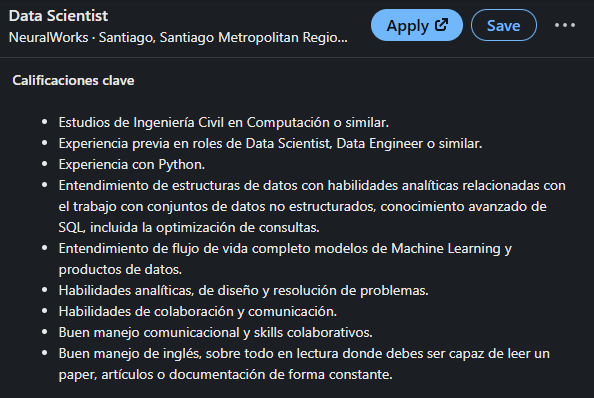 Data Scientist
NeuralWorks · Santiago, Santiago Metropolitan Regio...
Apply
Save
Calificaciones clave
• Estudios de Ingeniería Civil en Computación o similar.
• Experiencia previa en roles de Data Scientist, Data Engineer o similar.
• Experiencia con Python.
• Entendimiento de estructuras de datos con habilidades analíticas relacionadas con
el trabajo con conjuntos de datos no estructurados, conocimiento avanzado de
SQL, incluida la optimización de consultas.
• Entendimiento de flujo de vida completo modelos de Machine Learning y
productos de datos.
• Habilidades analíticas, de diseño y resolución de problemas.
• Habilidades de colaboración y comunicación.
• Buen manejo comunicacional y skills colaborativos.
• Buen manejo de inglés, sobre todo en lectura donde debes ser capaz de leer un
paper, artículos o documentación de forma constante.